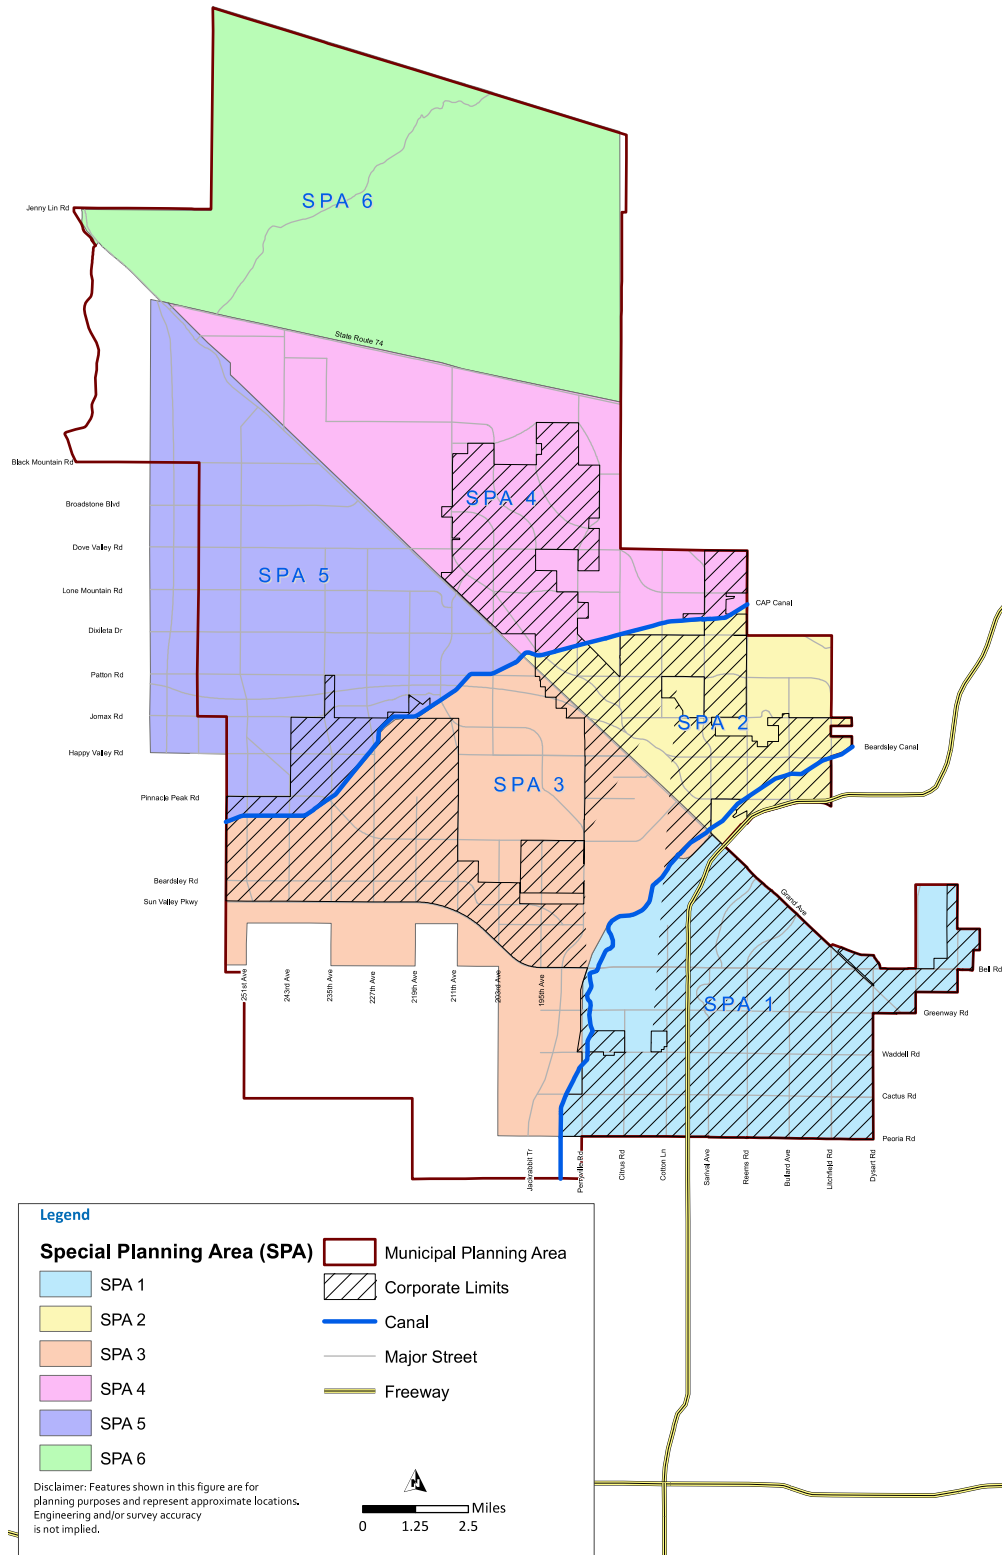 SPA 6
Jenny Lin Rd
State Route 74
Black Mountain Rd
Broadstone Blvd
SPA 4
Dove Valley Rd
SPA 5
Lone Mountain Rd
CAP Canal
Dixileta Dr
Patton Rd
Jomax Rd
SPA 2
Happy Valley Rd
Beardsley Canal
SPA 3
Pinnacle Peak Rd
Beardsley Rd
Sun Valley Pkwy
Grand Ave
Bell Rd
251st Ave
243rd Ave
235th Ave
227th Ave
219th Ave
211th Ave
203rd Ave
195th Ave
SPA 1
Greenway Rd
Waddell Rd
Cactus Rd
Peoria Rd
Jackrabbit Tr
Perryville Rd
Citrus Rd
Cotton Ln
Sarival Ave
Reems Rd
Bullard Ave
Litchfield Rd
Dysart Rd
Legend
Special Planning Area (SPA)
SPA 1
SPA 2
SPA 3
SPA 4
SPA 5
SPA 6
Municipal Planning Area
Corporate Limits
Canal
Major Street
Freeway
Disclaimer: Features shown in this figure are for
planning purposes and represent approximate locations.
Engineering and/or survey accuracy
is not implied.
N
Miles
0 1.25 2.5